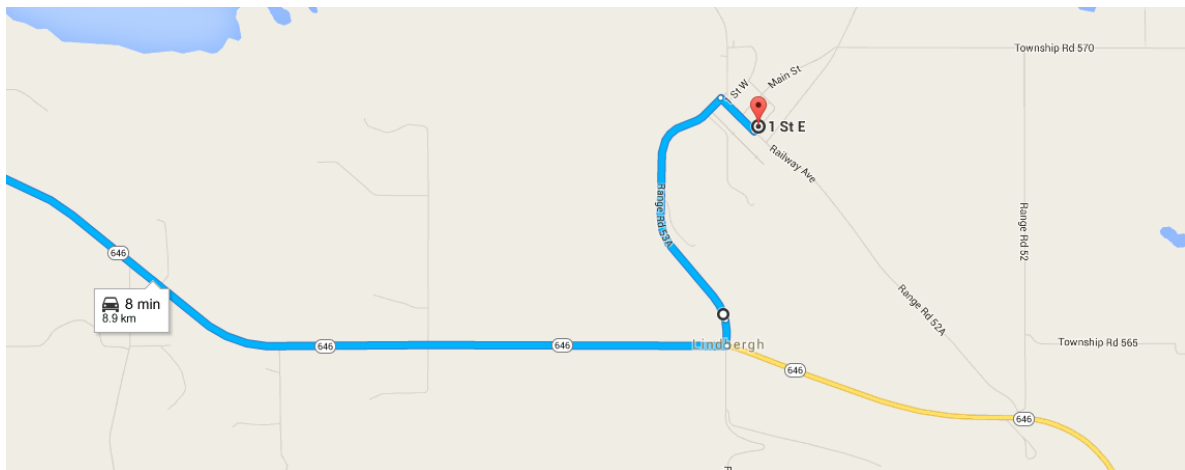 Township Rd 570
Main St
St W
1 St E
Railway Ave
Range Rd 53A
Range Rd 52
646
8 min
8.9 km
Range Rd 52A
646
646
Lindbergh
Township Rd 565
646
646